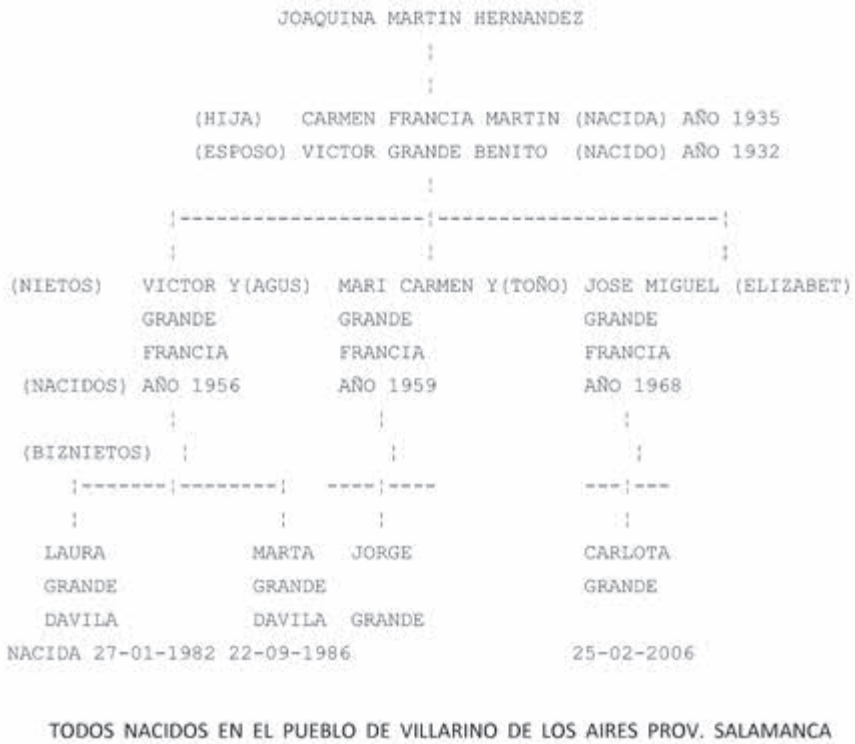 JOAQUINA MARTIN HERNANDEZ
(HIJA) CARMEN FRANCIA MARTIN (NACIDA) AÑO 1935
(ESPOSO) VICTOR GRANDE BENITO (NACIDO) AÑO 1932
(NIETOS) VICTOR Y(AGUS) MARI CARMEN Y(TOÑO) JOSE MIGUEL (ELIZABET)
GRANDE GRANDE GRANDE
FRANCIA FRANCIA FRANCIA
(NACIDOS) AÑO 1956 AÑO 1959 AÑO 1968
(BIZNIETOS)
LAURA MARTA JORGE CARLOTA
GRANDE GRANDE GRANDE
DAVILA DAVILA GRANDE
NACIDA 27-01-1982 22-09-1986 25-02-2006
TODOS NACIDOS EN EL PUEBLO DE VILLARINO DE LOS AIRES PROV. SALAMANCA